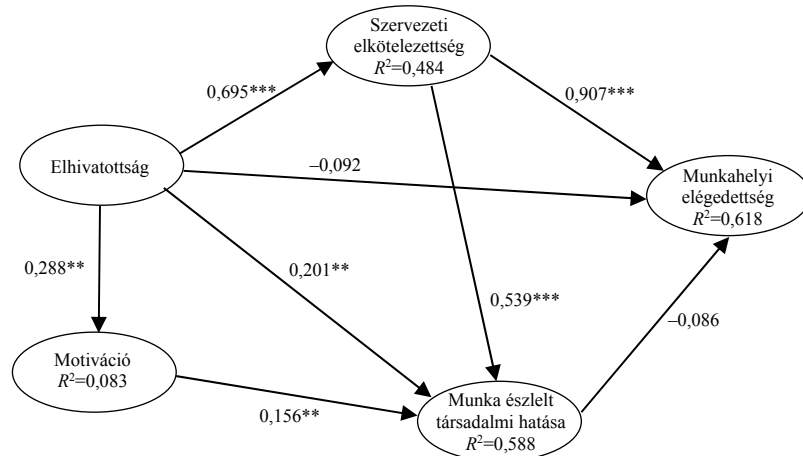 Szervezeti
elkötelezettség
R²=0,484
0,695***
0,907***
Elhivatottság
–0,092
Munkahelyi
elégedettség
R²=0,618
0,288**
0,201**
0,539***
–0,086
Motiváció
R²=0,083
0,156**
Munka észlelt
társadalmi hatása
R²=0,588